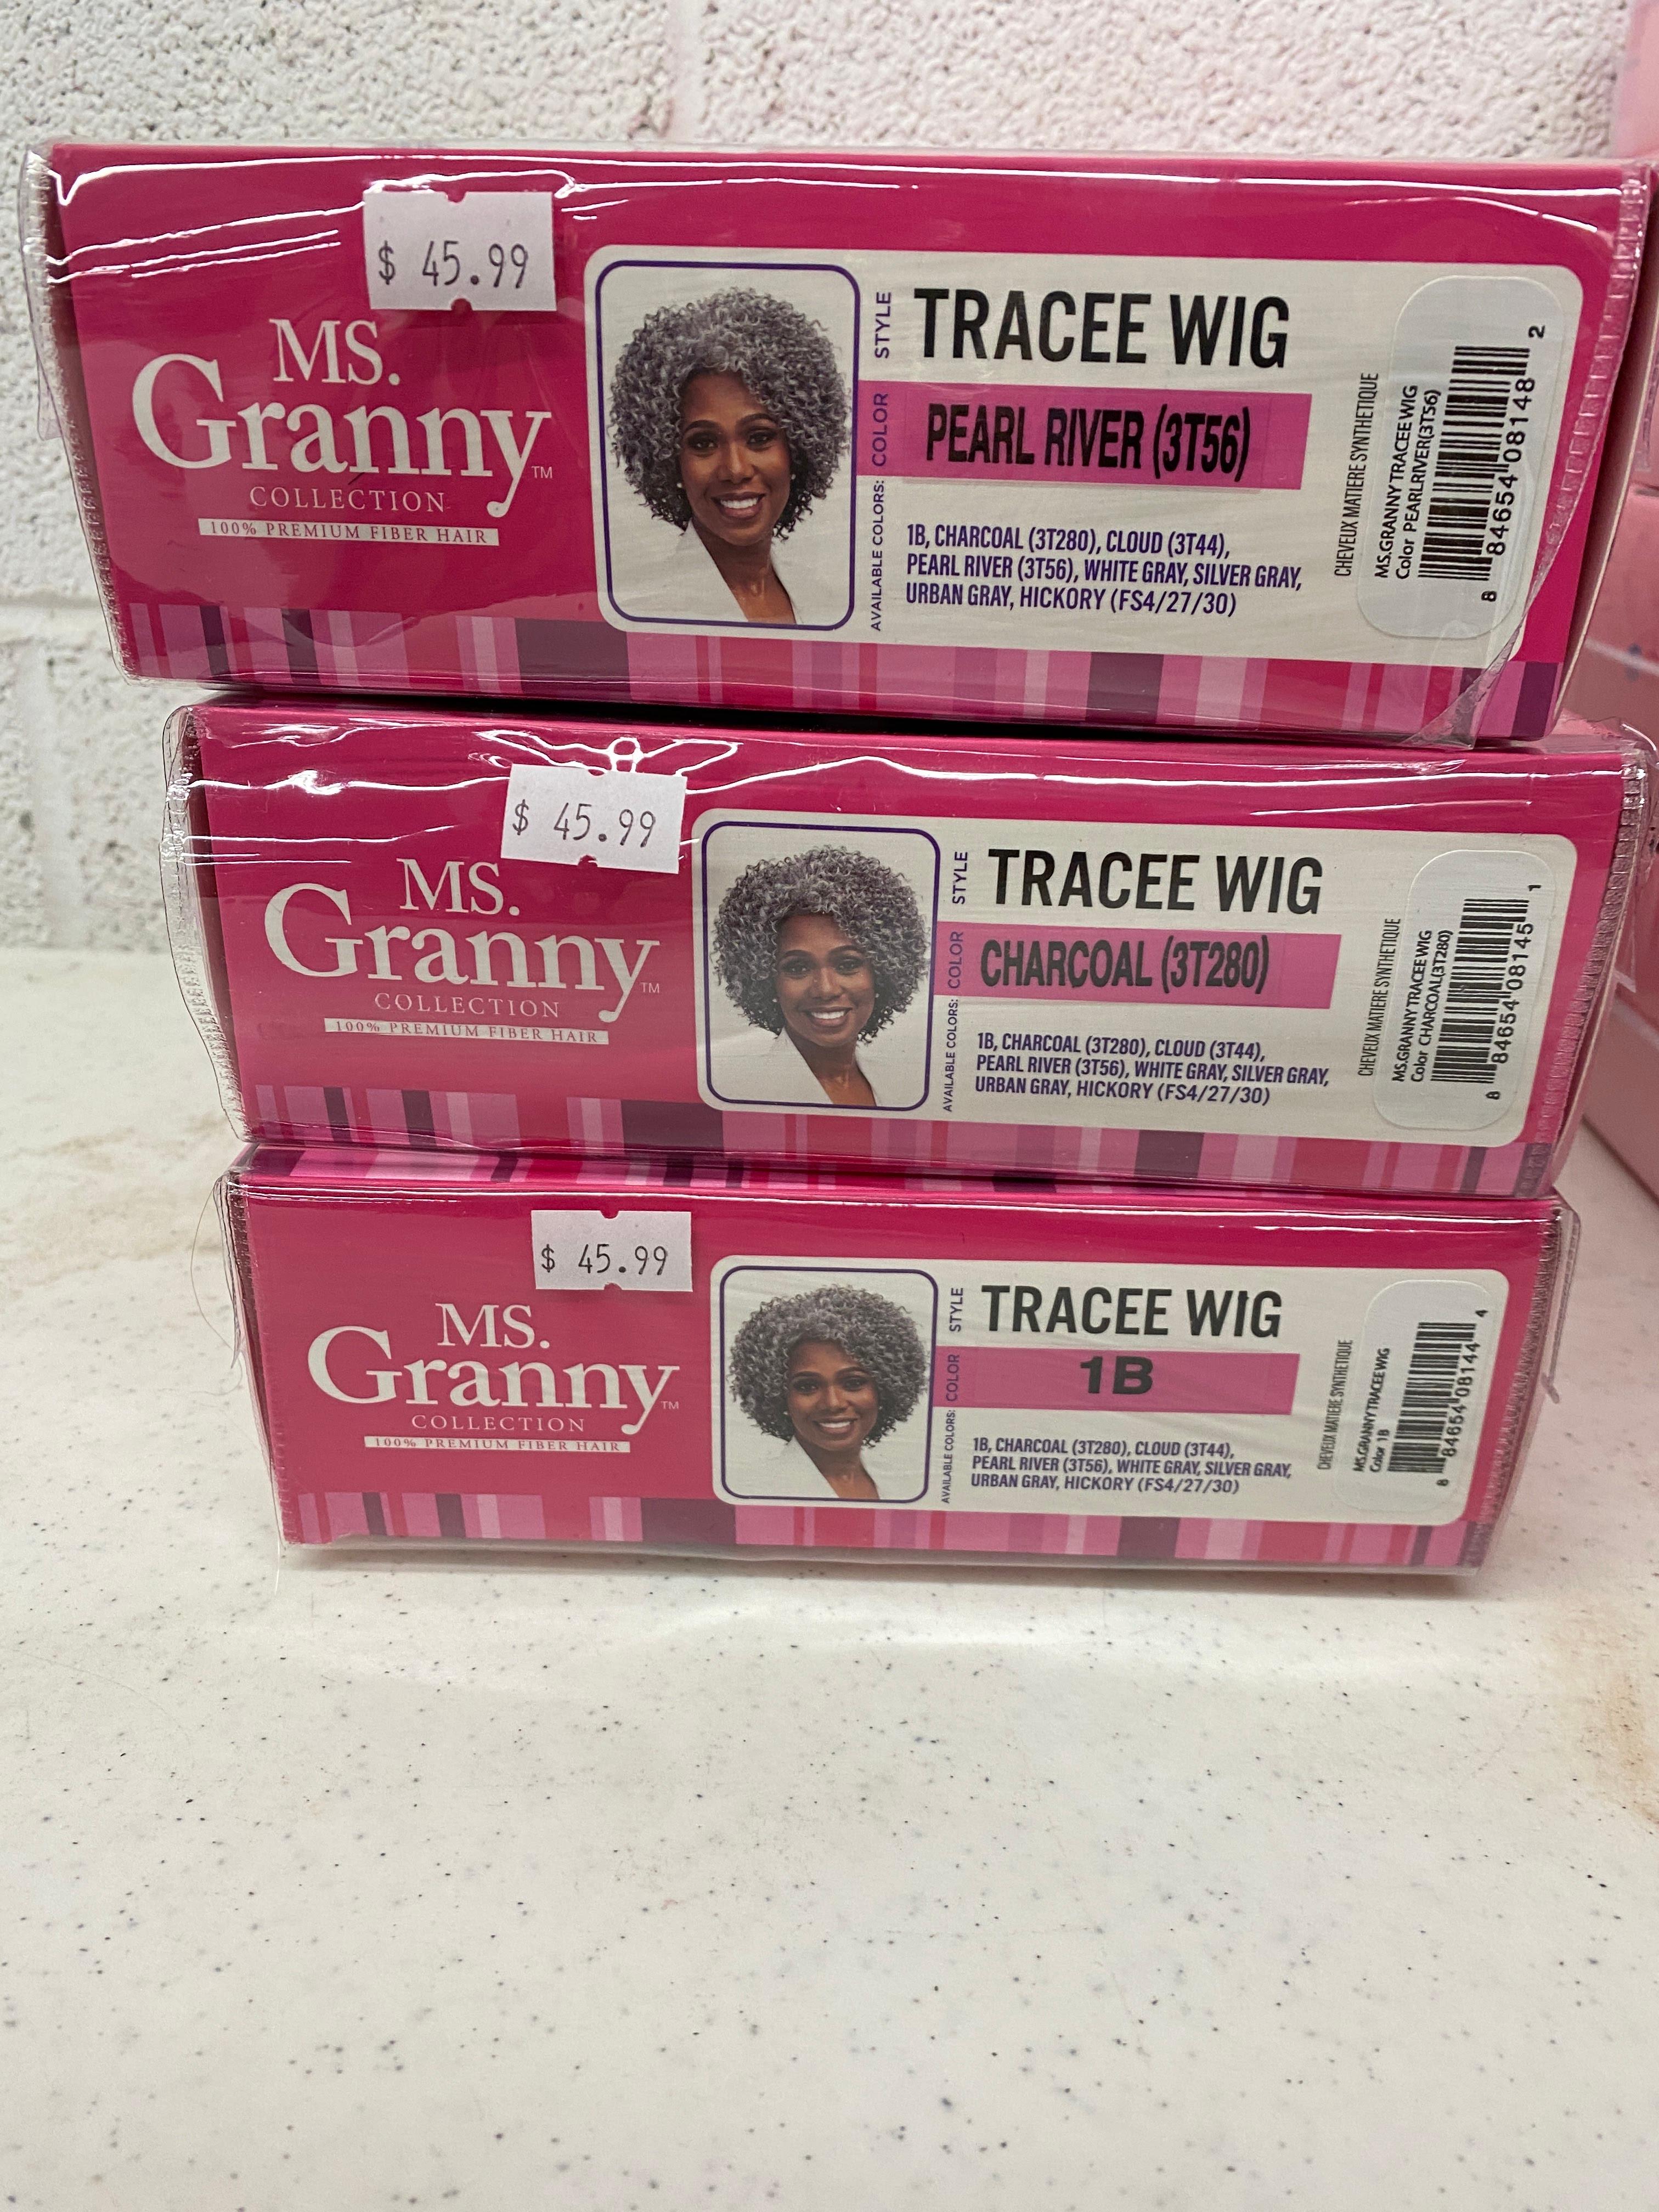 $ 45.99
MS.
Granny™
COLLECTION
100% PREMIUM FIBER HAIR
STYLE
TRACEE WIG
COLOR
PEARL RIVER (3T56)
AVAILABLE COLORS:
1B, CHARCOAL (3T280), CLOUD (3T44),
PEARL RIVER (3T56), WHITE GRAY, SILVER GRAY,
URBAN GRAY, HICKORY (FS4/27/30)
CHEVEUX MATIERE SYNTHETIQUE
MS.GRANNY TRACEE WIG
Color PEARLRIVER(3T56)
8 84654 08148 2
$ 45.99
MS.
Granny™
COLLECTION
100% PREMIUM FIBER HAIR
STYLE
TRACEE WIG
COLOR
CHARCOAL (3T280)
AVAILABLE COLORS:
1B, CHARCOAL (3T280), CLOUD (3T44),
PEARL RIVER (3T56), WHITE GRAY, SILVER GRAY,
URBAN GRAY, HICKORY (FS4/27/30)
CHEVEUX MATIERE SYNTHETIQUE
MS.GRANNY TRACEE WIG
Color CHARCOAL(3T280)
8 84654 08145 1
$ 45.99
MS.
Granny™
COLLECTION
100% PREMIUM FIBER HAIR
STYLE
TRACEE WIG
COLOR
1B
AVAILABLE COLORS:
1B, CHARCOAL (3T280), CLOUD (3T44),
PEARL RIVER (3T56), WHITE GRAY, SILVER GRAY,
URBAN GRAY, HICKORY (FS4/27/30)
CHEVEUX MATIERE SYNTHETIQUE
MS.GRANNY TRACEE WIG
Color 1B
8 84654 08144 4